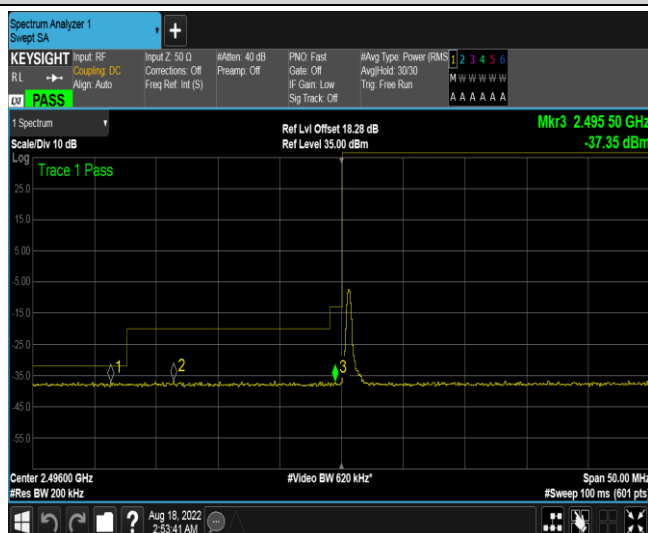 Spectrum Analyzer 1
Swept SA
+
KEYSIGHT Input: RF Input Z: 50 Ω #Atten: 40 dB PNO: Fast #Avg Type: Power (RMS 1 2 3 4 5 6
RL Coupling: DC Corrections: Off Preamp: Off Gate: Off Avg|Hold: 30/30 M W W W W W
Align: Auto Freq Ref: Int (S) IF Gain: Low Trig: Free Run
Sig Track: Off A A A A A A
LXI PASS
1 Spectrum Ref Lvl Offset 18.28 dB Mkr3 2.495 50 GHz
Scale/Div 10 dB Ref Level 35.00 dBm -37.35 dBm
Log Trace 1 Pass
25.0
15.0
5.00
-5.00
-15.0
-25.0
1 2 3
-35.0
-45.0
-55.0
Center 2.49600 GHz #Video BW 620 kHz* Span 50.00 MHz
#Res BW 200 kHz #Sweep 100 ms (601 pts)
? Aug 18, 2022
2:53:41 AM